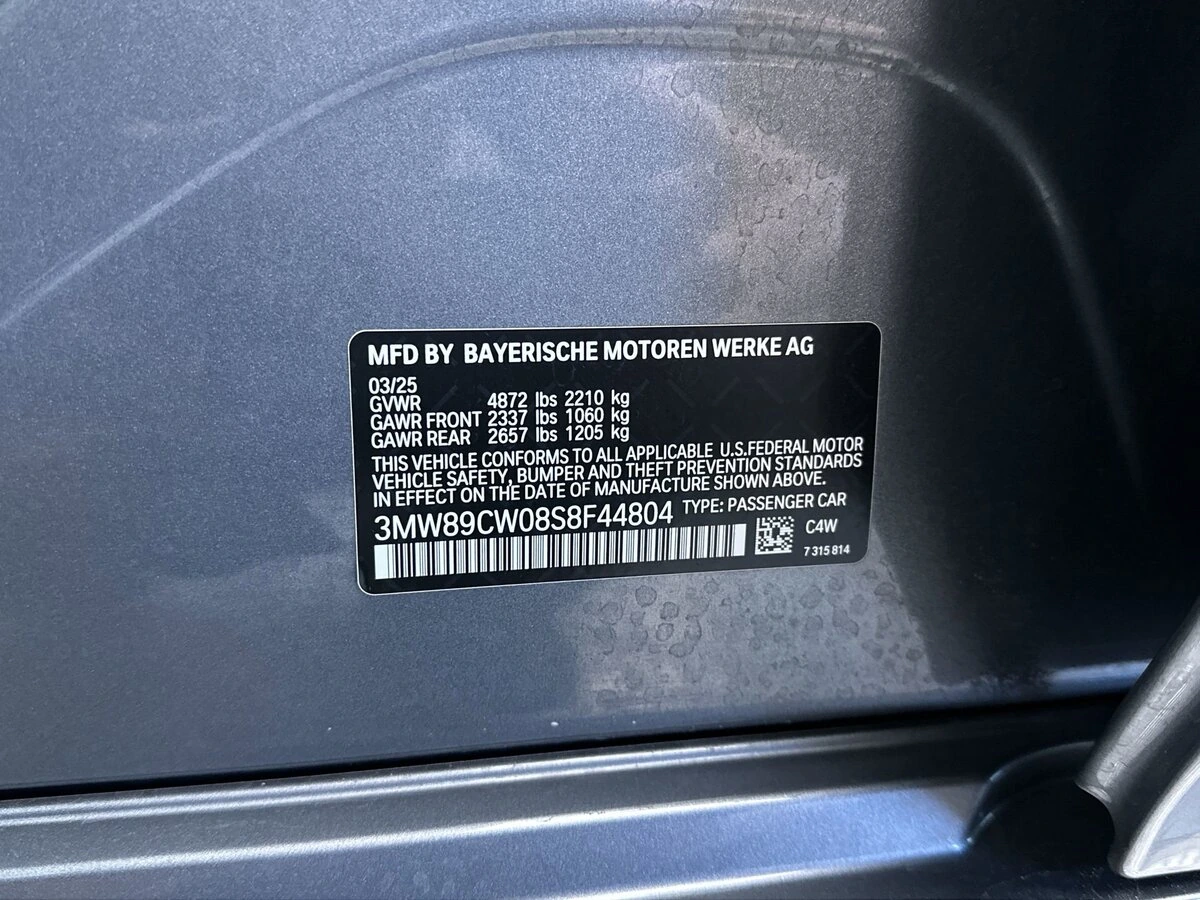 MFD BY BAYERISCHE MOTOREN WERKE AG
03/25
GVWR 4872 lbs 2210 kg
GAWR FRONT 2337 lbs 1060 kg
GAWR REAR 2657 lbs 1205 kg
THIS VEHICLE CONFORMS TO ALL APPLICABLE U.S.FEDERAL MOTOR
VEHICLE SAFETY, BUMPER AND THEFT PREVENTION STANDARDS
IN EFFECT ON THE DATE OF MANUFACTURE SHOWN ABOVE.
3MW89CW08S8F44804 TYPE: PASSENGER CAR
C4W
7 315 814